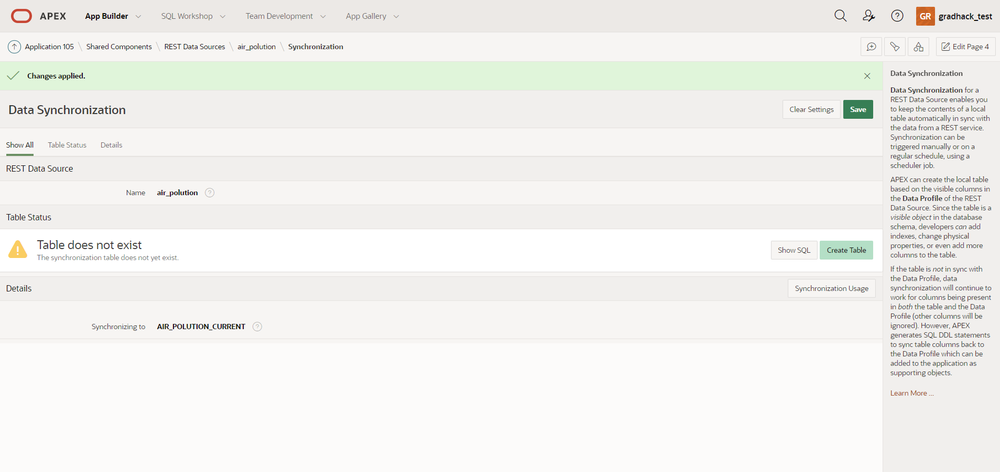 APEX App Builder SQL Workshop Team Development App Gallery GR gradhack_test
Application 105 \ Shared Components \ REST Data Sources \ air_polution \ Synchronization Edit Page 4
Changes applied.
Data Synchronization
Clear Settings Save
Show All Table Status Details
REST Data Source
Name air_polution ?
Table Status
Table does not exist
The synchronization table does not yet exist.
Show SQL Create Table
Details
Synchronization Usage
Synchronizing to AIR_POLUTION_CURRENT ?
Data Synchronization
Data Synchronization for a
REST Data Source enables you
to keep the contents of a local
table automatically in sync with
the data from a REST service.
Synchronization can be
triggered manually or on a
regular schedule, using a
scheduler job.
APEX can create the local table
based on the visible columns in
the Data Profile of the REST
Data Source. Since the table is a
visible object in the database
schema, developers can add
indexes, change physical
properties, or even add more
columns to the table.
If the table is not in sync with
the Data Profile, data
synchronization will continue to
work for columns being present
in both the table and the Data
Profile (other columns will be
ignored). However, APEX
generates SQL DDL statements
to sync table columns back to
the Data Profile which can be
added to the application as
supporting objects.
Learn More ...